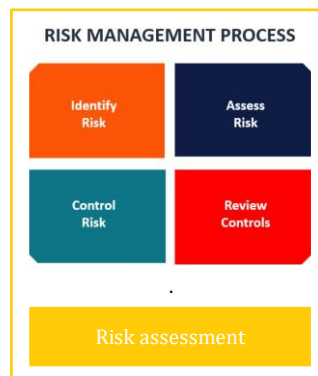 RISK MANAGEMENT PROCESS
Identify
Risk
Assess
Risk
Control
Risk
Review
Controls
.
Risk assessment